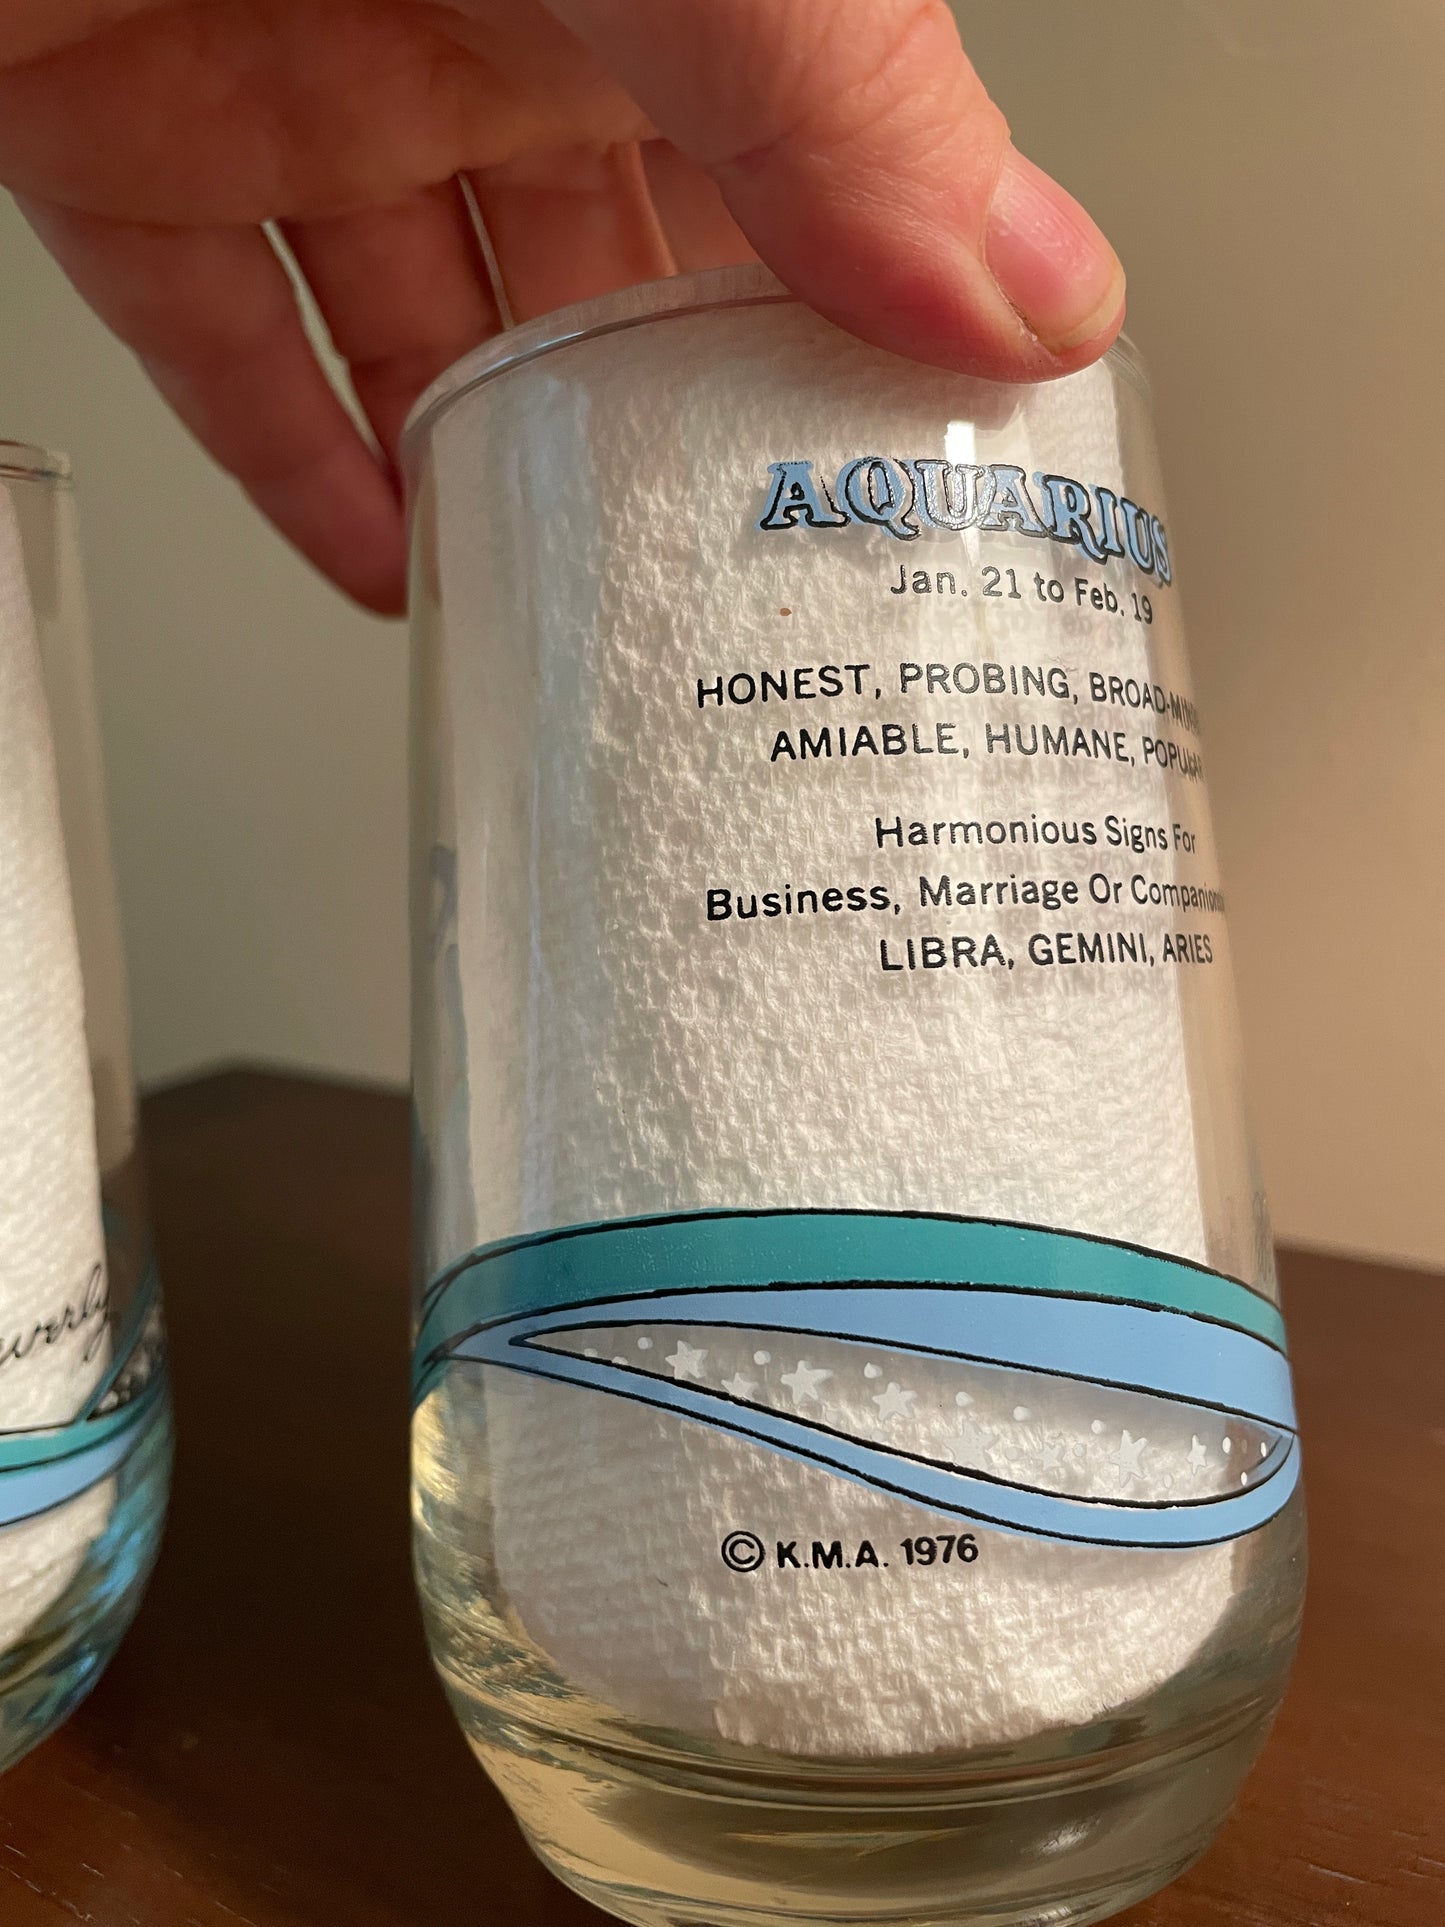 AQUARIUS
Jan. 21 to Feb. 19
HONEST, PROBING,
AMIABLE, HUMANE, POPULAR
Harmonious Signs For
Business, Marriage Or
LIBRA, GEMINI, ARIES
© K.M.A. 1976